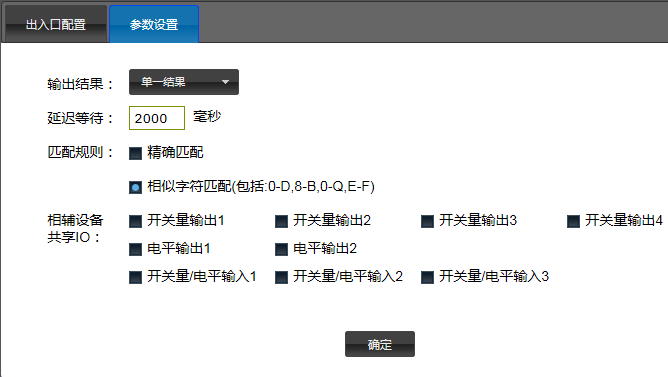 出入口配置 参数设置
输出结果： 单一结果
延迟等待： 2000 毫秒
匹配规则： 精确匹配
相似字符匹配(包括:0-D,8-B,0-Q,E-F)
相辅设备 开关量输出1 开关量输出2 开关量输出3 开关量输出4
共享IO： 电平输出1 电平输出2
开关量/电平输入1 开关量/电平输入2 开关量/电平输入3
确定